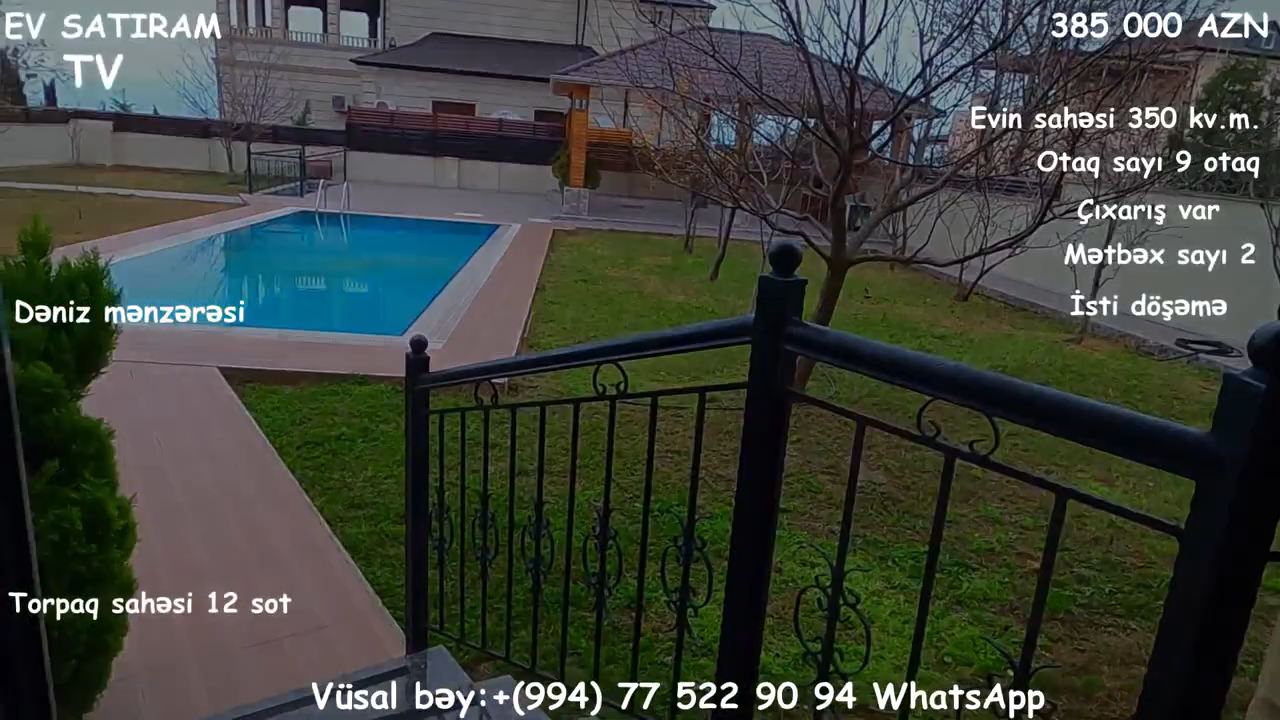 EV SATIRAM
TV
385 000 AZN
Evin sahəsi 350 kv.m.
Otaq sayı 9 otaq
Çıxarış var
Mətbəx sayı 2
İsti döşəmə
Dəniz mənzərəsi
Torpaq sahəsi 12 sot
Vüsal bəy:+(994) 77 522 90 94 WhatsApp